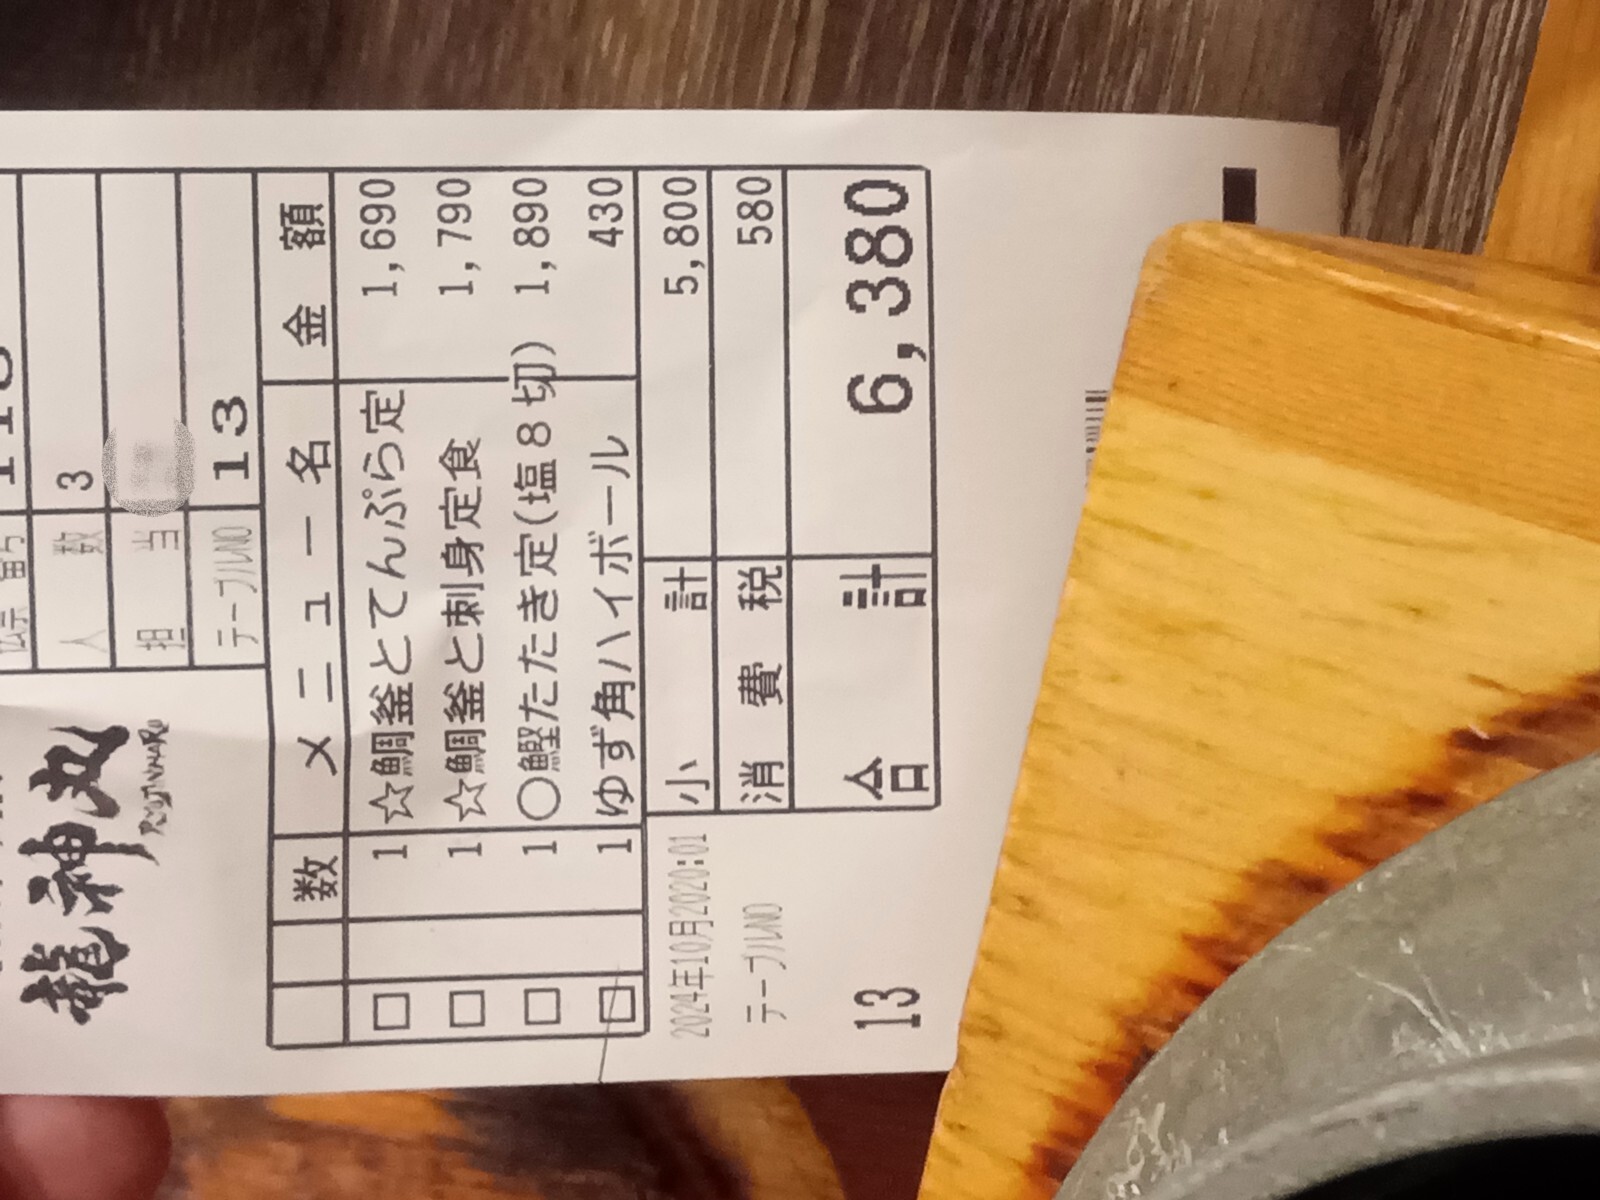 龍神丸
RYUJINMARU
人数 3
担当
テーブルNO 13
数 メニュー名 金額
□ 1 ☆鯛釜とてんぷら定 1,690
□ 1 ☆鯛釜と刺身定食 1,790
□ 1 ○鰹たたき定(塩8切) 1,890
□ 1 ゆず角ハイボール 430
小計 5,800
消費税 580
合計 6,380
2024年10月20日20:01
テーブルNO
13